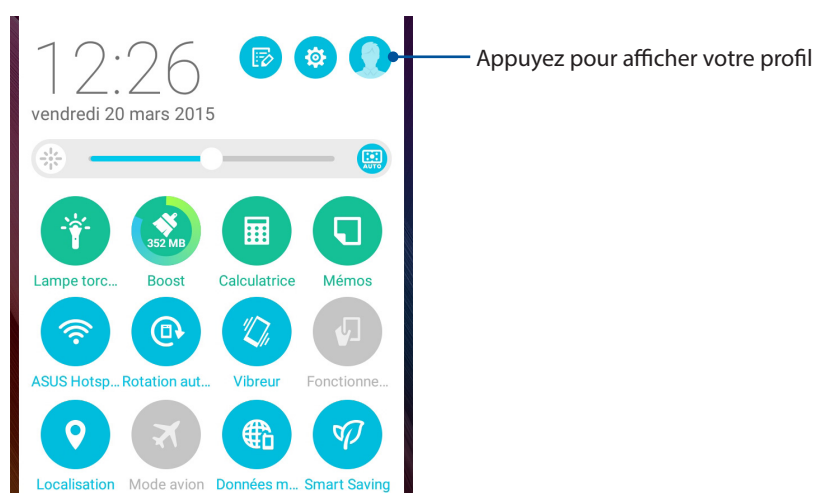 12:26
Appuyez pour afficher votre profil
vendredi 20 mars 2015
AUTO
352 MB
Lampe torc... Boost Calculatrice Mémos
ASUS Hotsp... Rotation aut... Vibreur Fonctionne...
Localisation Mode avion Données m... Smart Saving